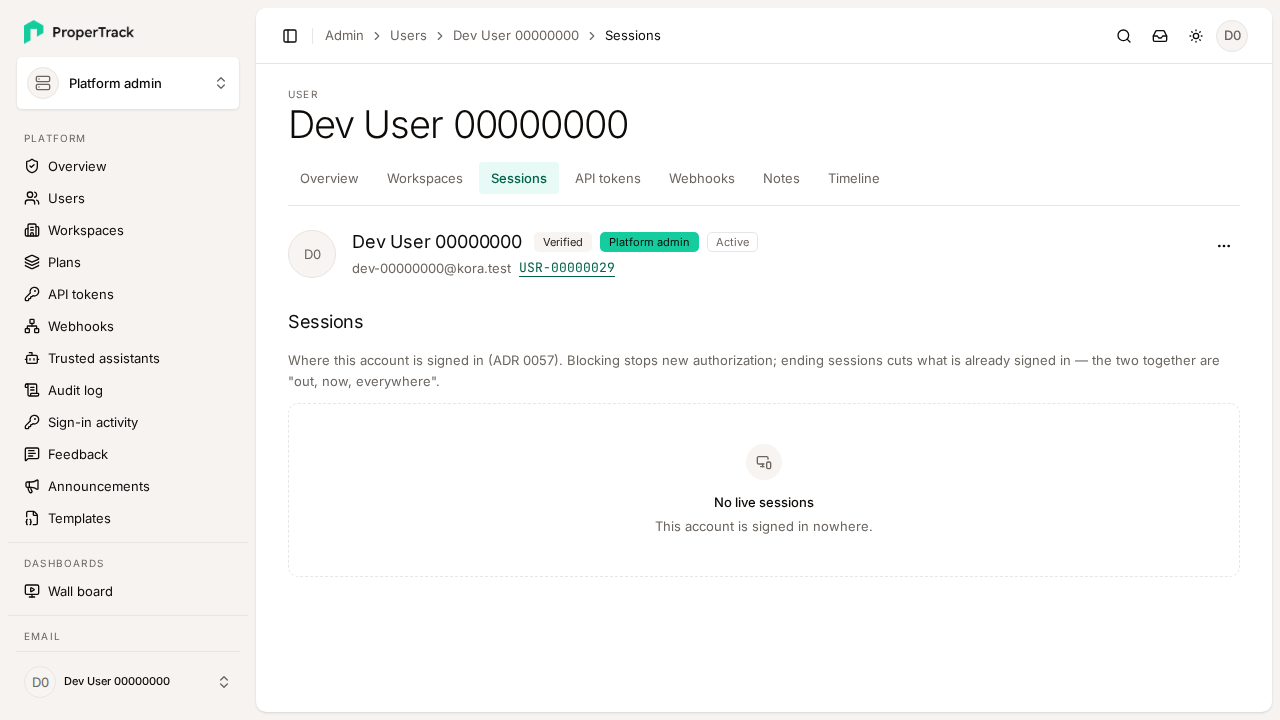 ProperTrack
Platform admin
PLATFORM
Overview
Users
Workspaces
Plans
API tokens
Webhooks
Trusted assistants
Audit log
Sign-in activity
Feedback
Announcements
Templates
DASHBOARDS
Wall board
EMAIL
D0 Dev User 00000000
Admin > Users > Dev User 00000000 > Sessions
D0
USER
Dev User 00000000
Overview Workspaces Sessions API tokens Webhooks Notes Timeline
D0
Dev User 00000000 Verified Platform admin Active
dev-00000000@kora.test USR-00000029
Sessions
Where this account is signed in (ADR 0057). Blocking stops new authorization; ending sessions cuts what is already signed in — the two together are
"out, now, everywhere".
No live sessions
This account is signed in nowhere.